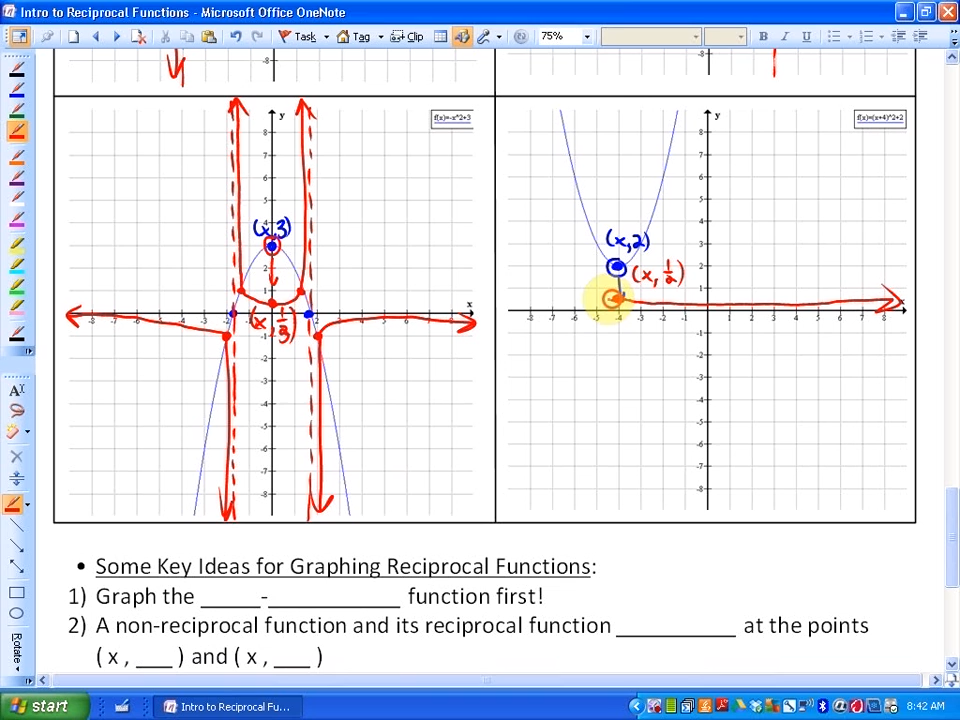 Intro to Reciprocal Functions - Microsoft Office OneNote
Task Tag Clip 75% B I U
f(x)=-x^2+3
f(x)=(x+4)^2+2
y
y
(x,3)
(x,2)
(x, 1/2)
(x, 1/3)
x
x
• Some Key Ideas for Graphing Reciprocal Functions:
1) Graph the _____-___________ function first!
2) A non-reciprocal function and its reciprocal function __________ at the points
( x , ___ ) and ( x , ___ )
Rotate
start
Intro to Reciprocal Fu...
8:42 AM